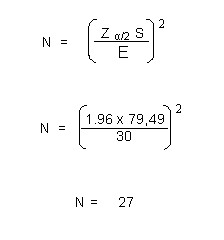 N = ( Z α/2 S / E )²
N = ( 1.96 x 79,49 / 30 )²
N = 27